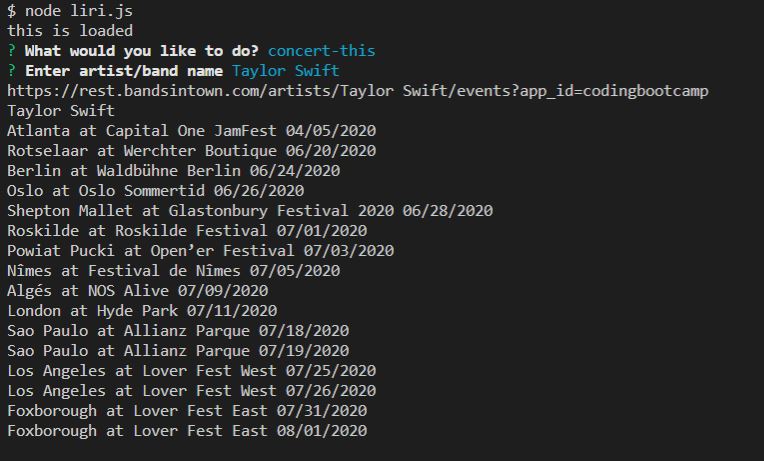 $ node liri.js
this is loaded
? What would you like to do? concert-this
? Enter artist/band name Taylor Swift
https://rest.bandsintown.com/artists/Taylor Swift/events?app_id=codingbootcamp
Taylor Swift
Atlanta at Capital One JamFest 04/05/2020
Rotselaar at Werchter Boutique 06/20/2020
Berlin at Waldbühne Berlin 06/24/2020
Oslo at Oslo Sommertid 06/26/2020
Shepton Mallet at Glastonbury Festival 2020 06/28/2020
Roskilde at Roskilde Festival 07/01/2020
Powiat Pucki at Open’er Festival 07/03/2020
Nîmes at Festival de Nîmes 07/05/2020
Algés at NOS Alive 07/09/2020
London at Hyde Park 07/11/2020
Sao Paulo at Allianz Parque 07/18/2020
Sao Paulo at Allianz Parque 07/19/2020
Los Angeles at Lover Fest West 07/25/2020
Los Angeles at Lover Fest West 07/26/2020
Foxborough at Lover Fest East 07/31/2020
Foxborough at Lover Fest East 08/01/2020